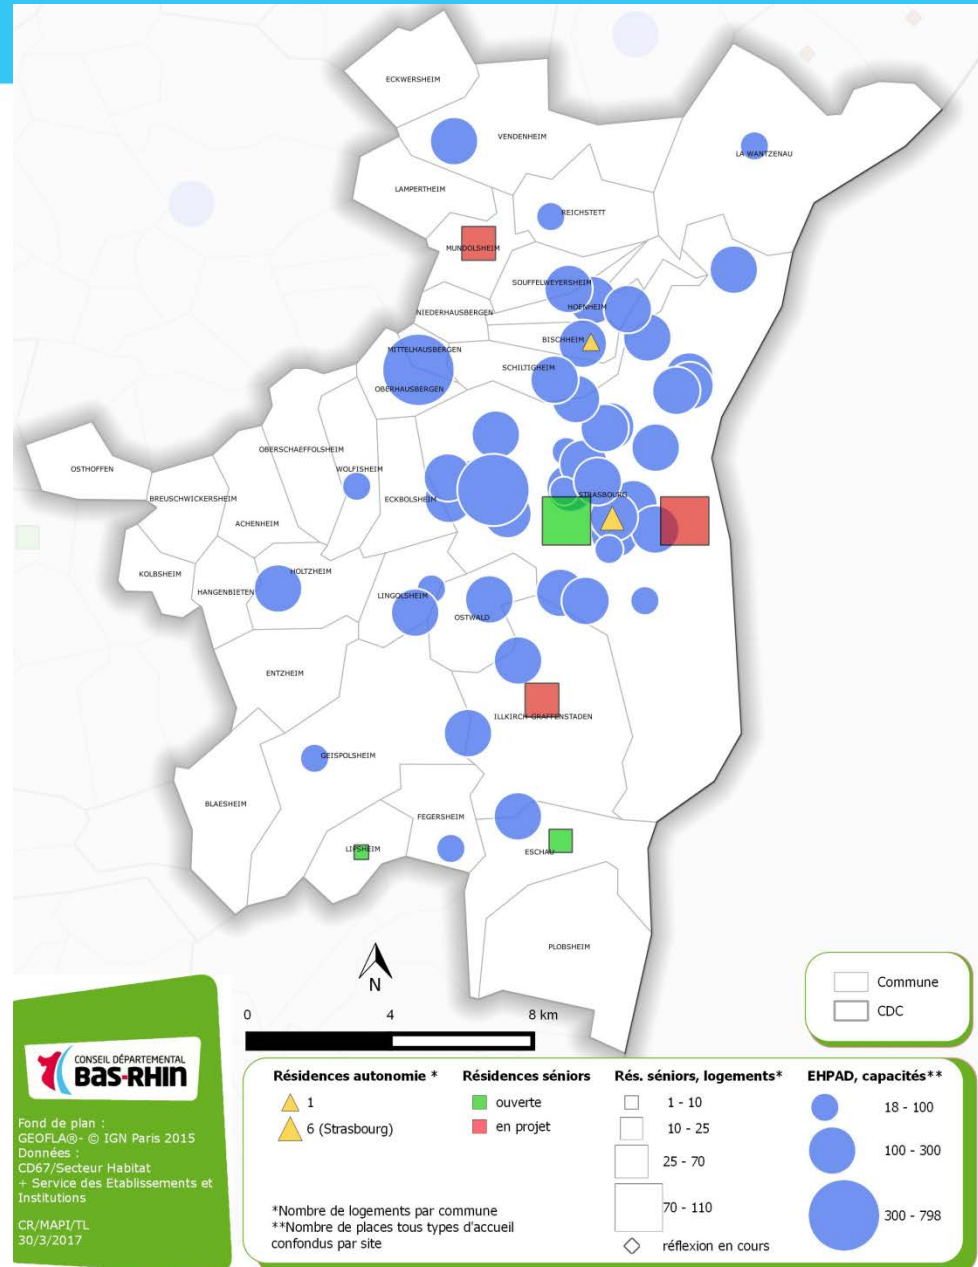 ECKWERSHEIM
VENDENHEIM
LA WANTZENAU
LAMPERTHEIM
REICHSTETT
MUNDOLSHEIM
SOUFFELWEYERSHEIM
HOENHEIM
NIEDERHAUSBERGEN
BISCHHEIM
MITTELHAUSBERGEN
SCHILTIGHEIM
OBERHAUSBERGEN
OBERSCHAEFFOLSHEIM
OSTHOFFEN
WOLFISHEIM
BREUSCHWICKERSHEIM
ECKBOLSHEIM
STRASBOURG
ACHENHEIM
KOLBSHEIM
HOLTZHEIM
HANGENBIETEN
LINGOLSHEIM
OSTWALD
ENTZHEIM
ILLKIRCH-GRAFFENSTADEN
GEISPOLSHEIM
BLAESHEIM
FEGERSHEIM
LIPSHEIM
ESCHAU
PLOBSHEIM
N
0 4 8 km
Commune
CDC
CONSEIL DÉPARTEMENTAL
BAS-RHIN
Fond de plan :
GEOFLA®- © IGN Paris 2015
Données :
CD67/Secteur Habitat
+ Service des Etablissements et
Institutions
CR/MAPI/TL
30/3/2017
Résidences autonomie *
1
6 (Strasbourg)
*Nombre de logements par commune
**Nombre de places tous types d'accueil
confondus par site
Résidences séniors
ouverte
en projet
Rés. séniors, logements*
1 - 10
10 - 25
25 - 70
70 - 110
réflexion en cours
EHPAD, capacités**
18 - 100
100 - 300
300 - 798